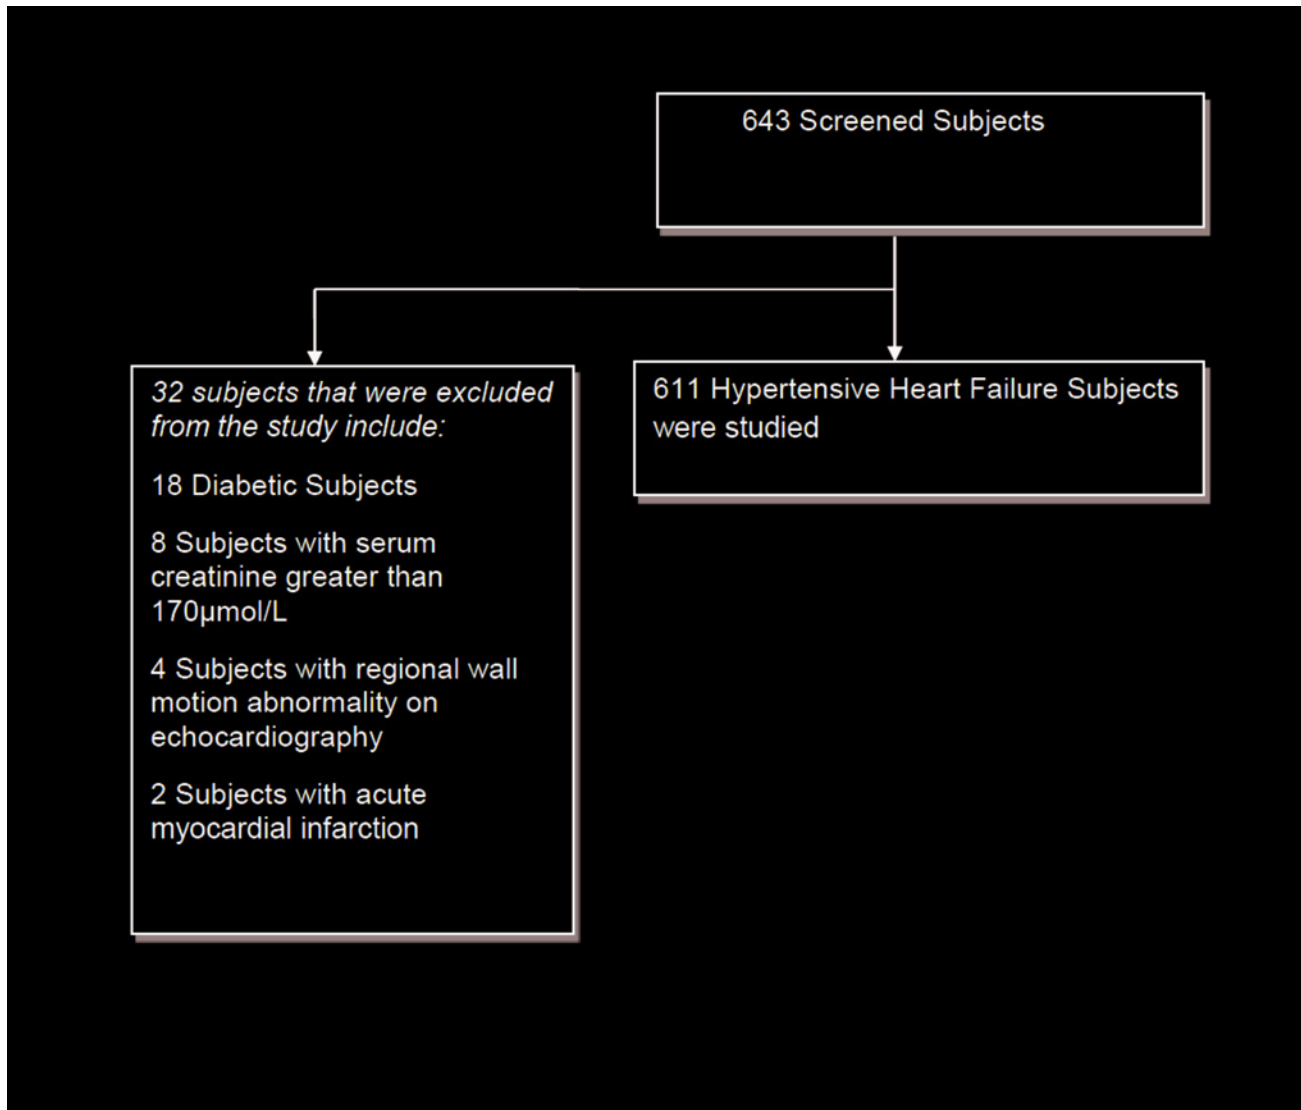 643 Screened Subjects
32 subjects that were excluded
from the study include:
18 Diabetic Subjects
8 Subjects with serum
creatinine greater than
170µmol/L
4 Subjects with regional wall
motion abnormality on
echocardiography
2 Subjects with acute
myocardial infarction
611 Hypertensive Heart Failure Subjects
were studied